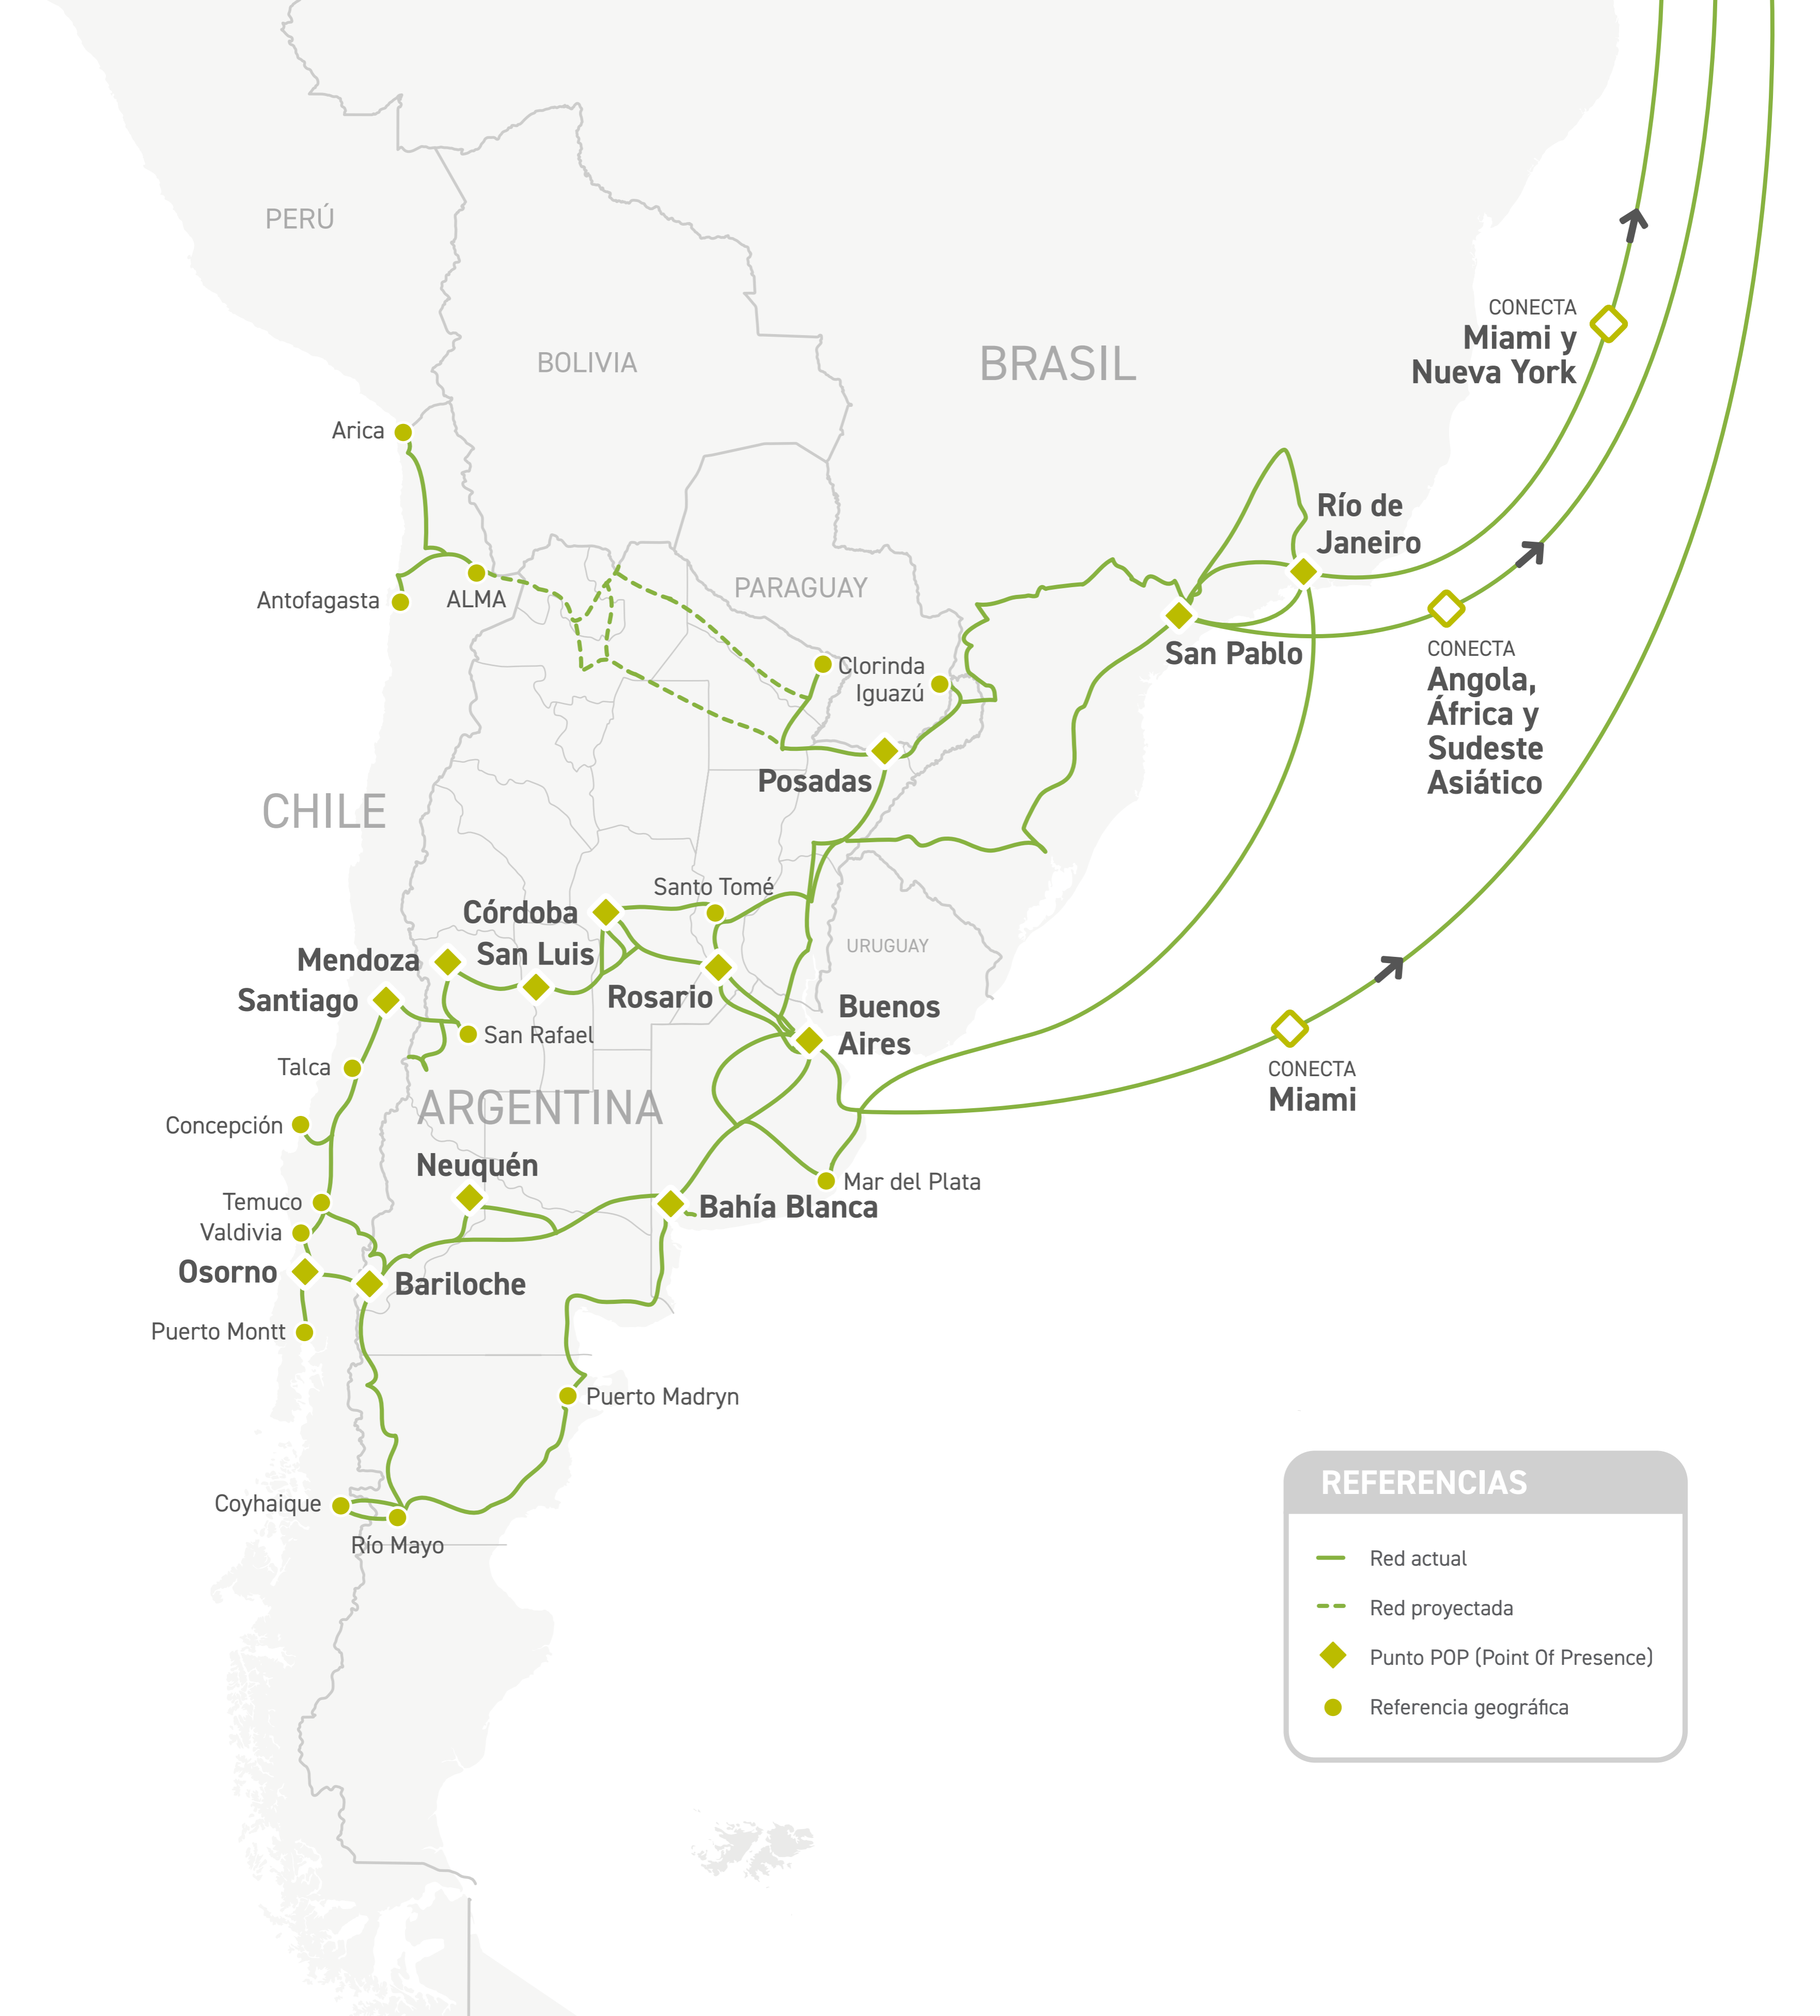 PERÚ
BOLIVIA
BRASIL
CONECTA
Miami y
Nueva York
Arica
Río de
Janeiro
Antofagasta
ALMA
PARAGUAY
San Pablo
CONECTA
Angola,
África y
Sudeste
Asiático
Clorinda
Iguazú
Posadas
CHILE
Santo Tomé
Córdoba
San Luis
Mendoza
Santiago
Rosario
URUGUAY
Buenos
Aires
San Rafael
Talca
CONECTA
Miami
ARGENTINA
Concepción
Neuquén
Mar del Plata
Temuco
Bahía Blanca
Valdivia
Osorno
Bariloche
Puerto Montt
Puerto Madryn
Coyhaique
Río Mayo
REFERENCIAS
Red actual
Red proyectada
Punto POP (Point Of Presence)
Referencia geográfica